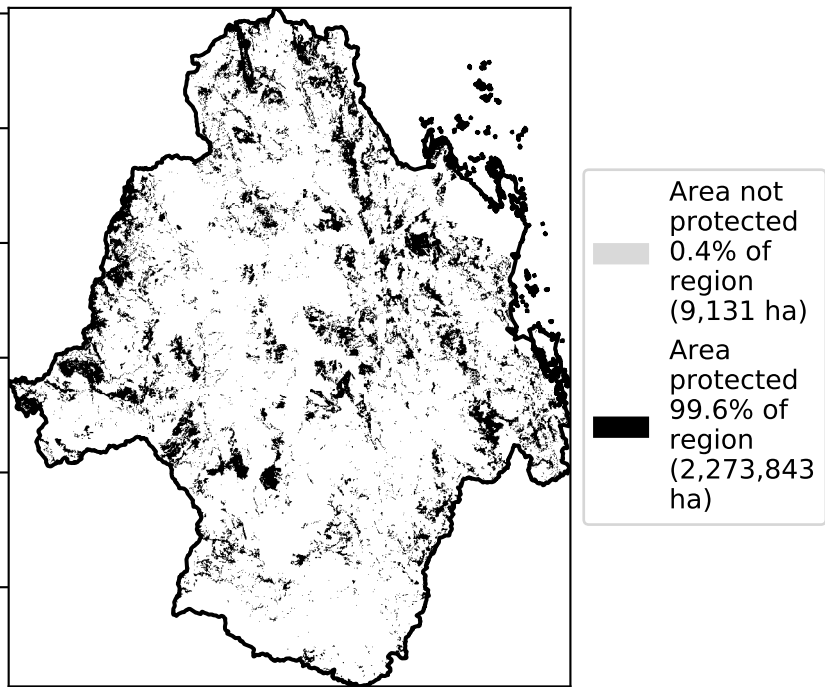 Area not
protected
0.4% of
region
(9,131 ha)
Area
protected
99.6% of
region
(2,273,843
ha)